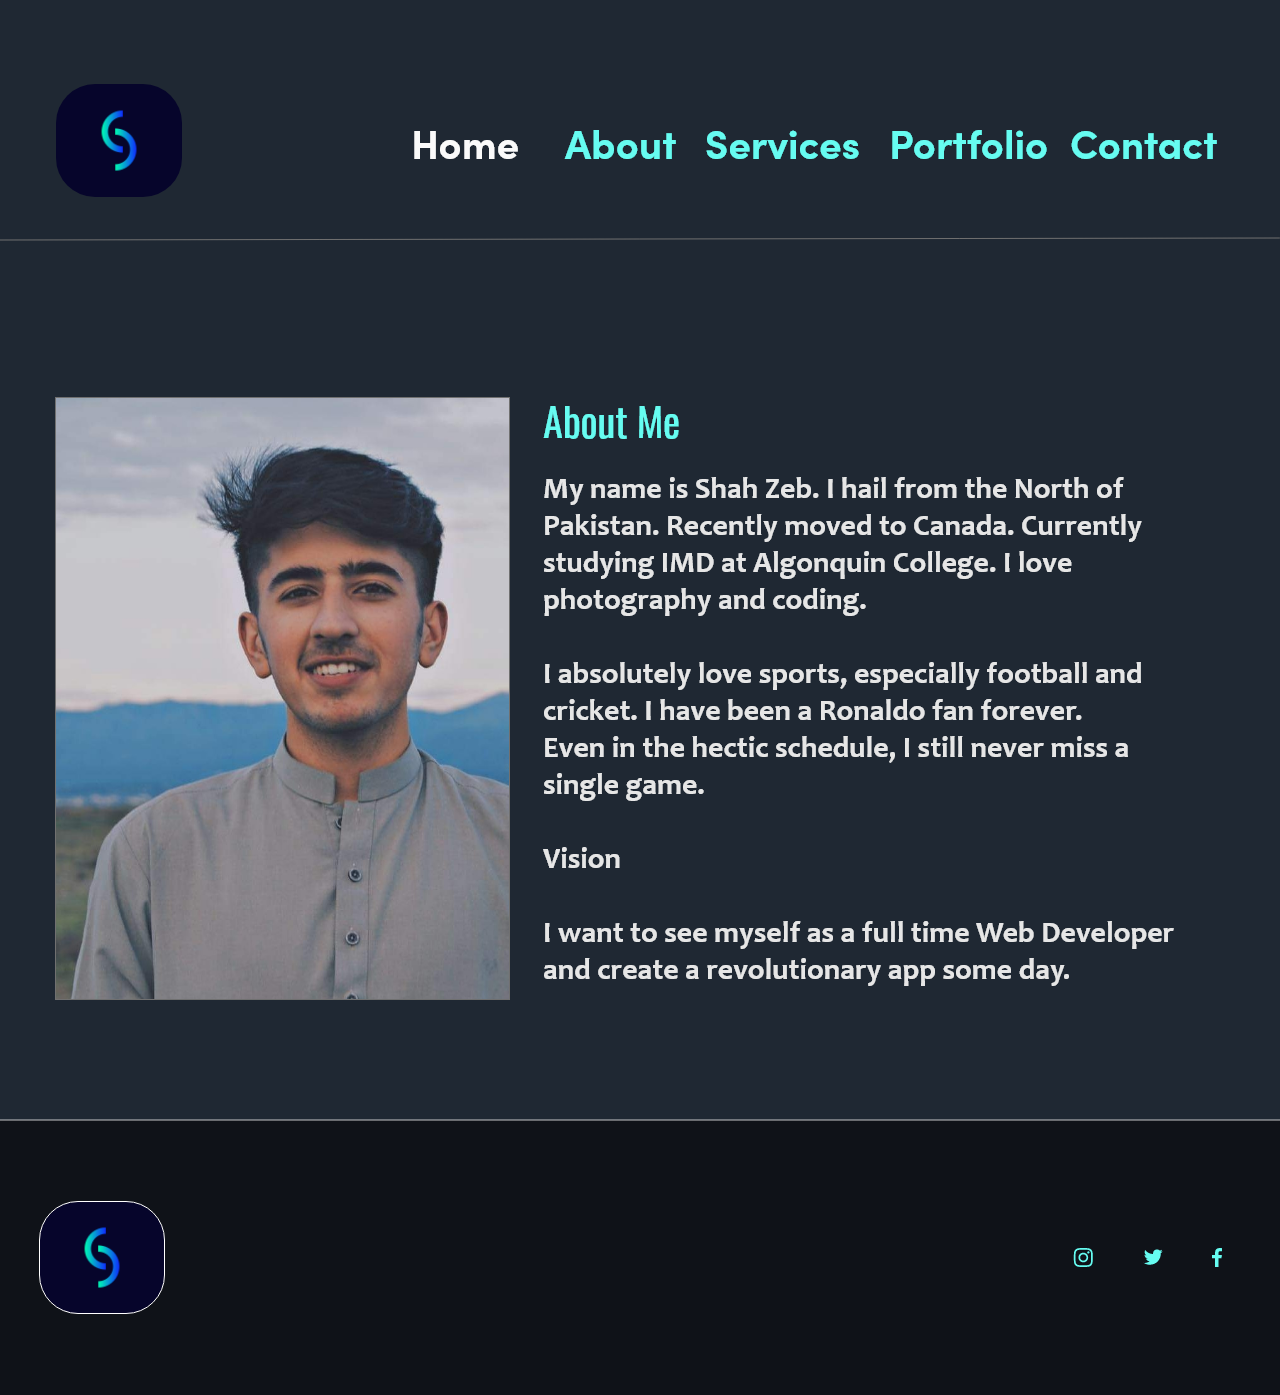 Home About Services Portfolio Contact
About Me
My name is Shah Zeb. I hail from the North of
Pakistan. Recently moved to Canada. Currently
studying IMD at Algonquin College. I love
photography and coding.
I absolutely love sports, especially football and
cricket. I have been a Ronaldo fan forever.
Even in the hectic schedule, I still never miss a
single game.
Vision
I want to see myself as a full time Web Developer
and create a revolutionary app some day.